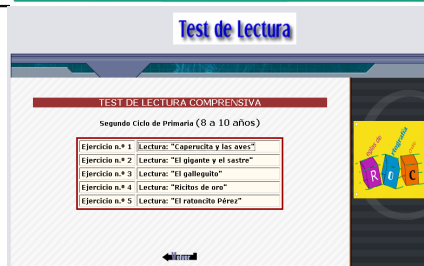 Test de Lectura
TEST DE LECTURA COMPRENSIVA
Segundo Ciclo de Primaria (8 a 10 años)
Ejercicio n.º 1 Lectura: "Caperucita y las aves"
Ejercicio n.º 2 Lectura: "El gigante y el sastre"
Ejercicio n.º 3 Lectura: "El galleguito"
Ejercicio n.º 4 Lectura: "Ricitos de oro"
Ejercicio n.º 5 Lectura: "El ratoncito Pérez"
R o c